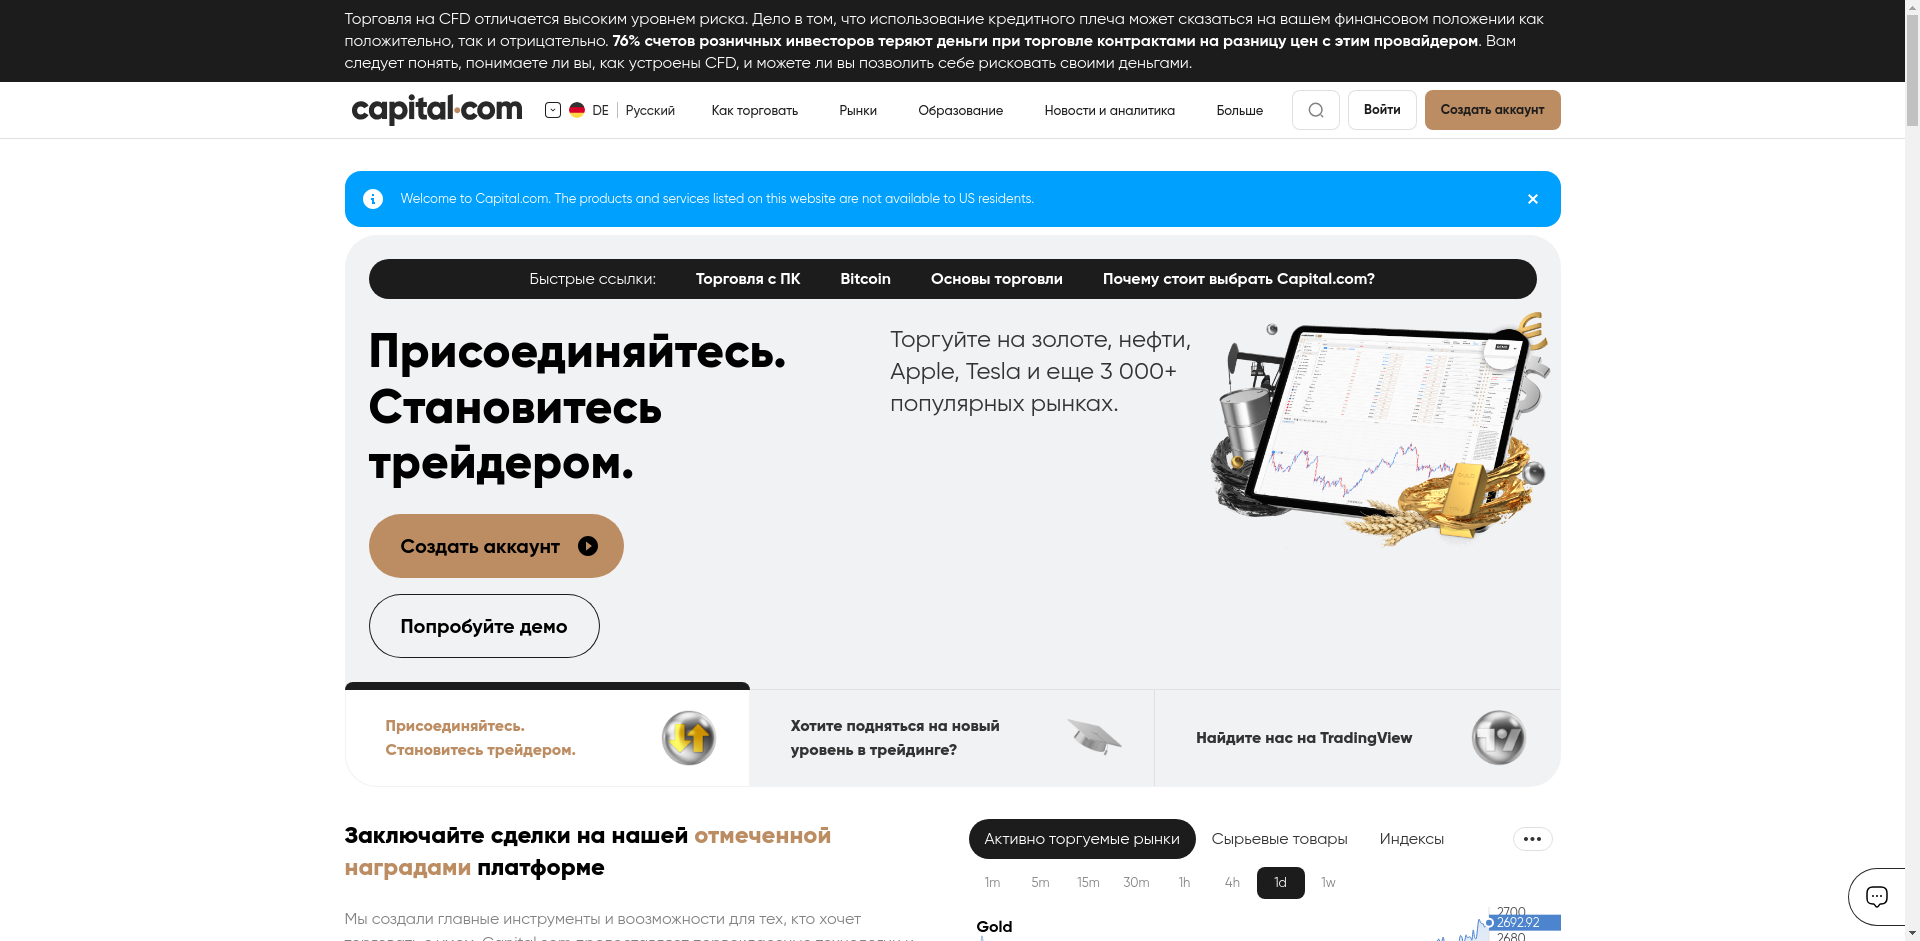 Торговля на CFD отличается высоким уровнем риска. Дело в том, что использование кредитного плеча может сказаться на вашем финансовом положении как
положительно, так и отрицательно. 76% счетов розничных инвесторов теряют деньги при торговле контрактами на разницу цен с этим провайдером. Вам
следует понять, понимаете ли вы, как устроены CFD, и можете ли вы позволить себе рисковать своими деньгами.
capital.com DE Русский Как торговать Рынки Образование Новости и аналитика Больше Войти Создать аккаунт
Welcome to Capital.com. The products and services listed on this website are not available to US residents.
Быстрые ссылки: Торговля с ПК Bitcoin Основы торговли Почему стоит выбрать Capital.com?
Присоединяйтесь.
Становитесь
трейдером.
Торгуйте на золоте, нефти,
Apple, Tesla и еще 3 000+
популярных рынках.
Создать аккаунт
Попробуйте демо
Присоединяйтесь.
Становитесь трейдером.
Хотите подняться на новый
уровень в трейдинге?
Найдите нас на TradingView
Заключайте сделки на нашей отмеченной
наградами платформе
Мы создали главные инструменты и воозможности для тех, кто хочет
Активно торгуемые рынки Сырьевые товары Индексы
1m 5m 15m 30m 1h 4h 1d 1w
Gold
2700
2692.92
2680